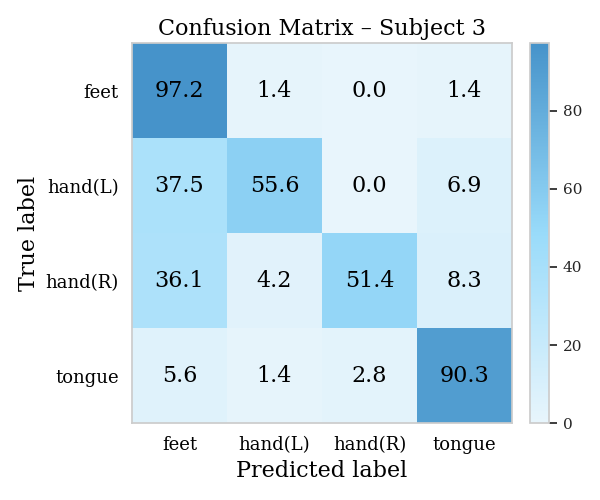 Confusion Matrix – Subject 3
feet 97.2 1.4 0.0 1.4
hand(L) 37.5 55.6 0.0 6.9
hand(R) 36.1 4.2 51.4 8.3
tongue 5.6 1.4 2.8 90.3
feet hand(L) hand(R) tongue
Predicted label
True label
80
60
40
20
0